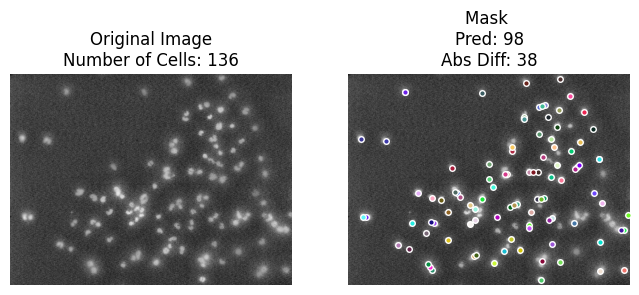 Original Image
Number of Cells: 136
Mask
Pred: 98
Abs Diff: 38